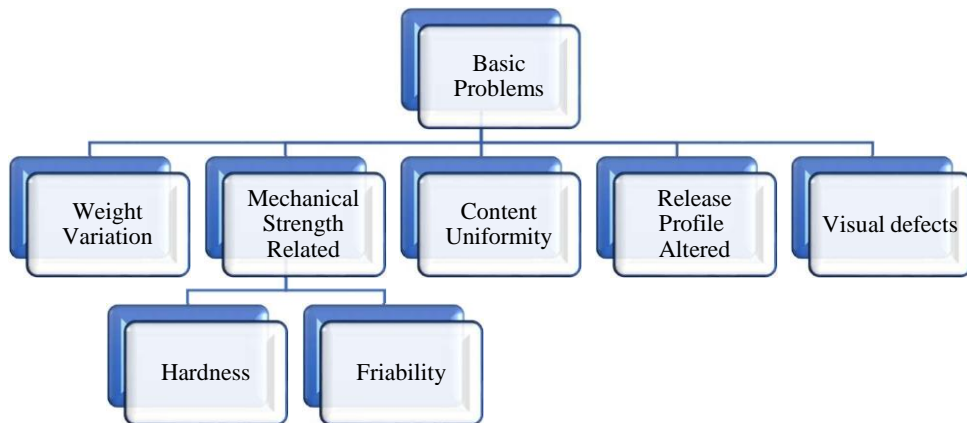 Basic
Problems
Weight
Variation
Mechanical
Strength
Related
Content
Uniformity
Release
Profile
Altered
Visual defects
Hardness
Friability